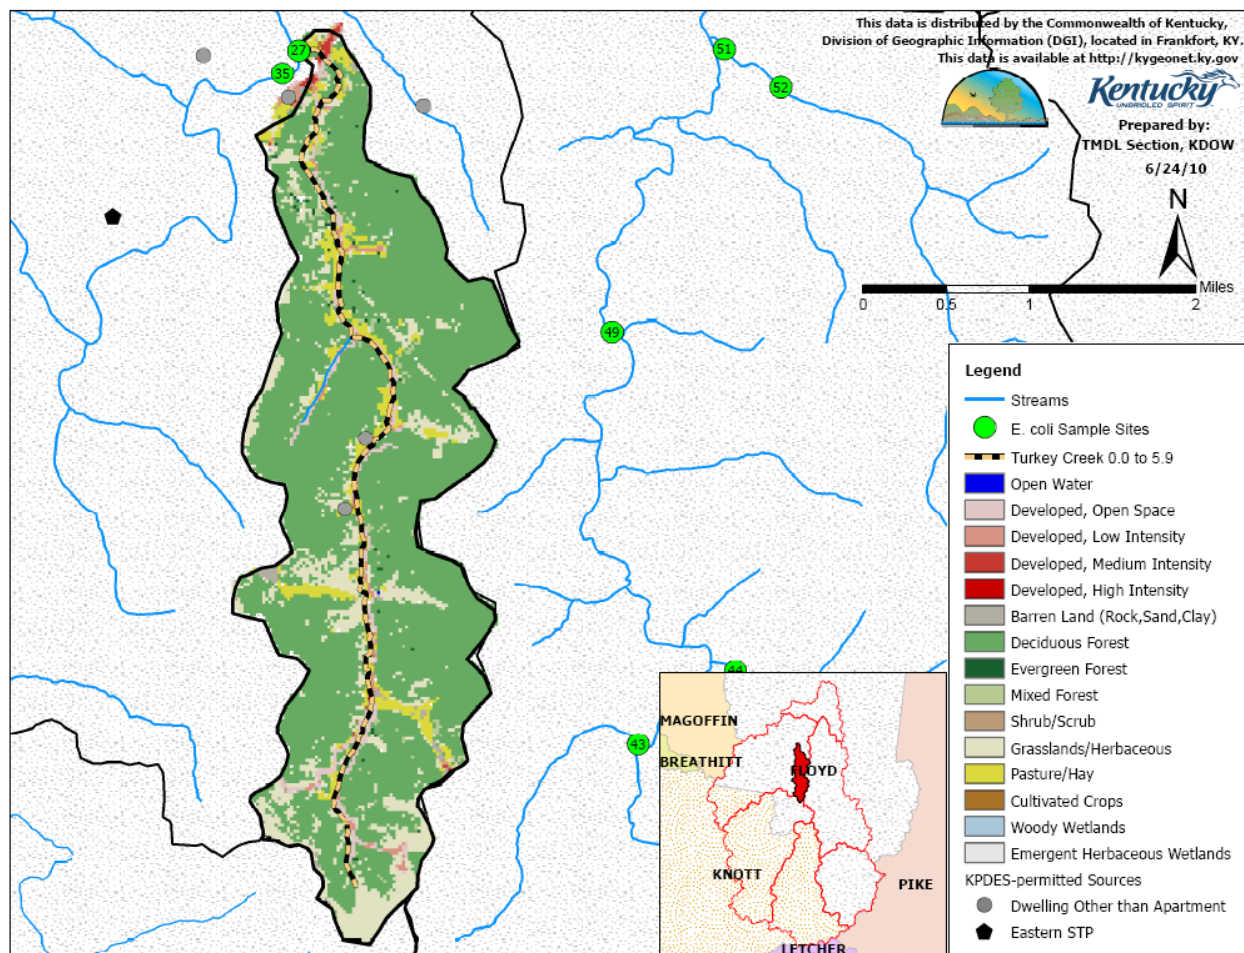 This data is distributed by the Commonwealth of Kentucky,
Division of Geographic Information (DGI), located in Frankfort, KY.
This data is available at http://kygeonet.ky.gov
Kentucky
UNBRIDLED SPIRIT
Prepared by:
TMDL Section, KDOW
6/24/10
N
Miles
0 0.5 1 2
27
35
51
52
49
44
43
Legend
Streams
E. coli Sample Sites
Turkey Creek 0.0 to 5.9
Open Water
Developed, Open Space
Developed, Low Intensity
Developed, Medium Intensity
Developed, High Intensity
Barren Land (Rock,Sand,Clay)
Deciduous Forest
Evergreen Forest
Mixed Forest
Shrub/Scrub
Grasslands/Herbaceous
Pasture/Hay
Cultivated Crops
Woody Wetlands
Emergent Herbaceous Wetlands
KPDES-permitted Sources
Dwelling Other than Apartment
Eastern STP
MAGOFFIN
BREATHITT
FLOYD
KNOTT
PIKE
LETCHER